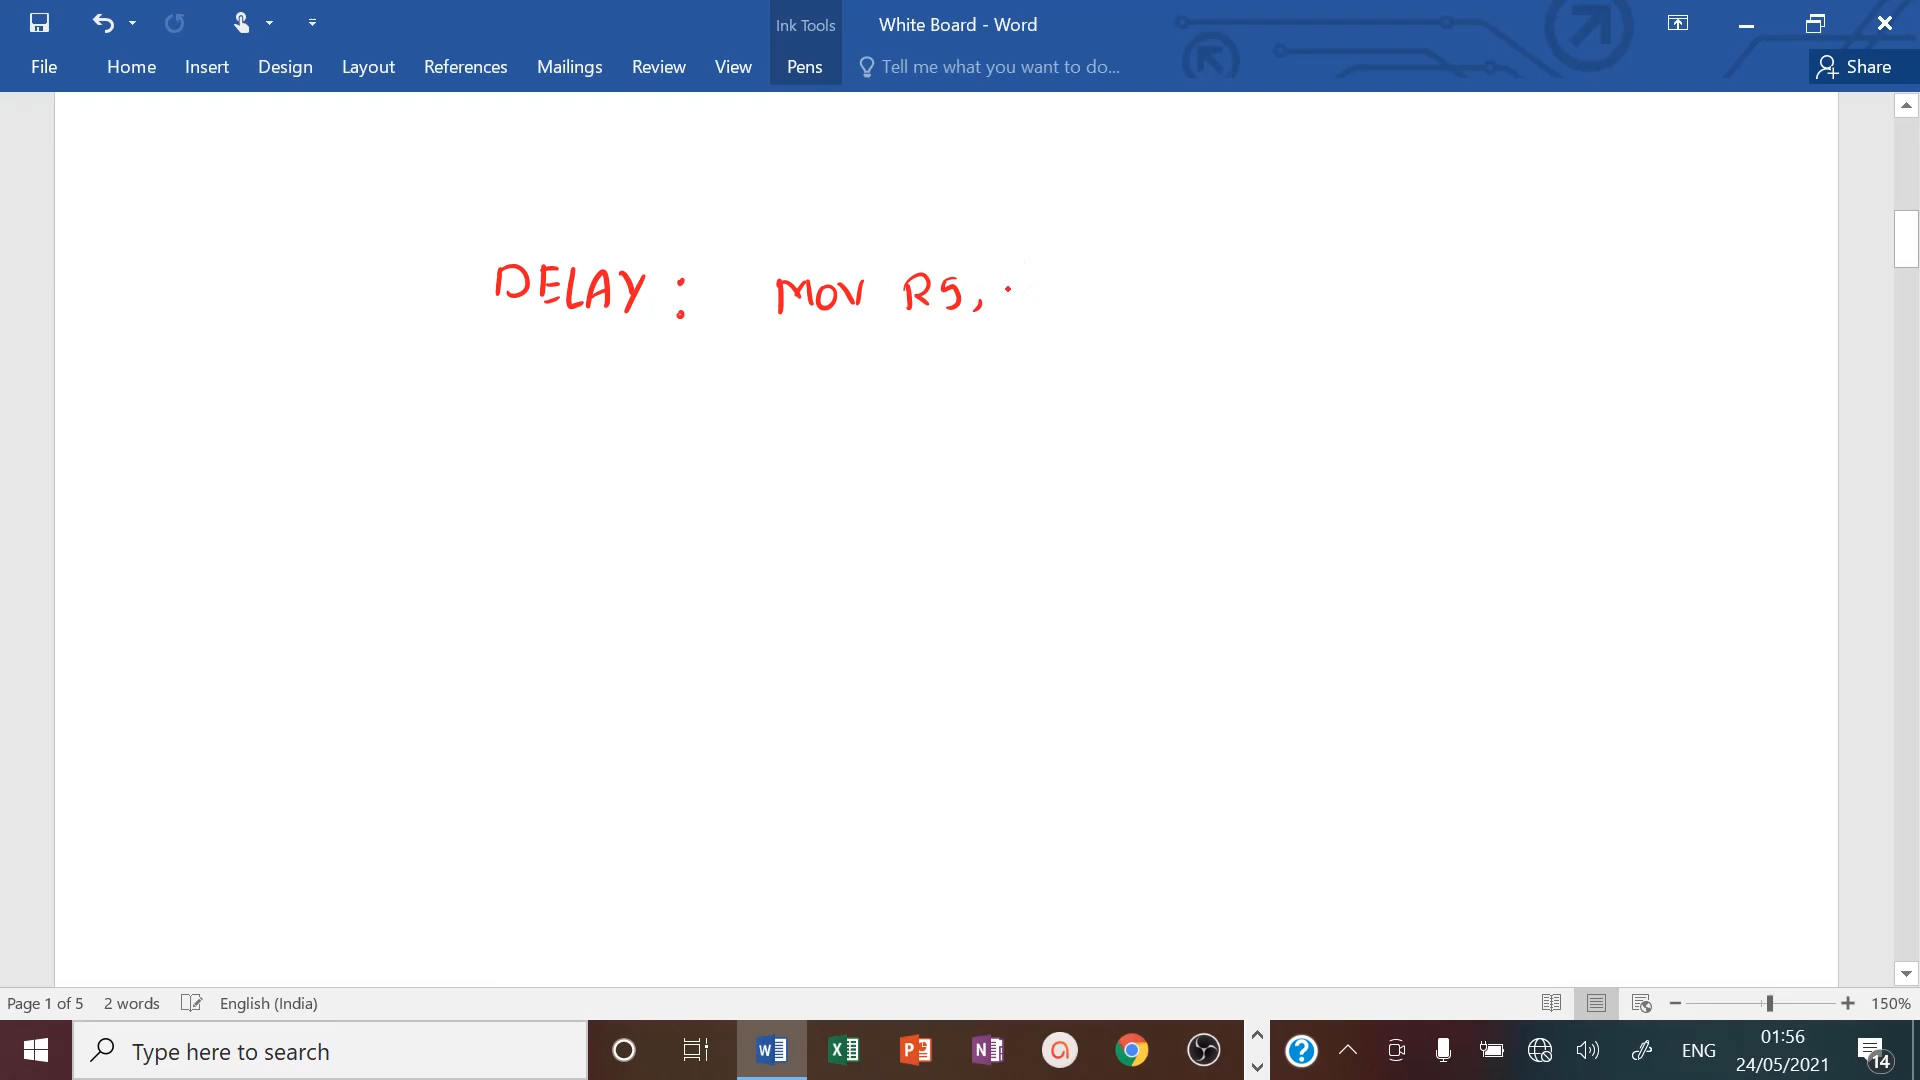 Ink Tools White Board - Word
File Home Insert Design Layout References Mailings Review View Pens Tell me what you want to do... Share
DELAY : MOV R5, .
Page 1 of 5 2 words English (India) 150%
Type here to search ENG 01:56 24/05/2021 14